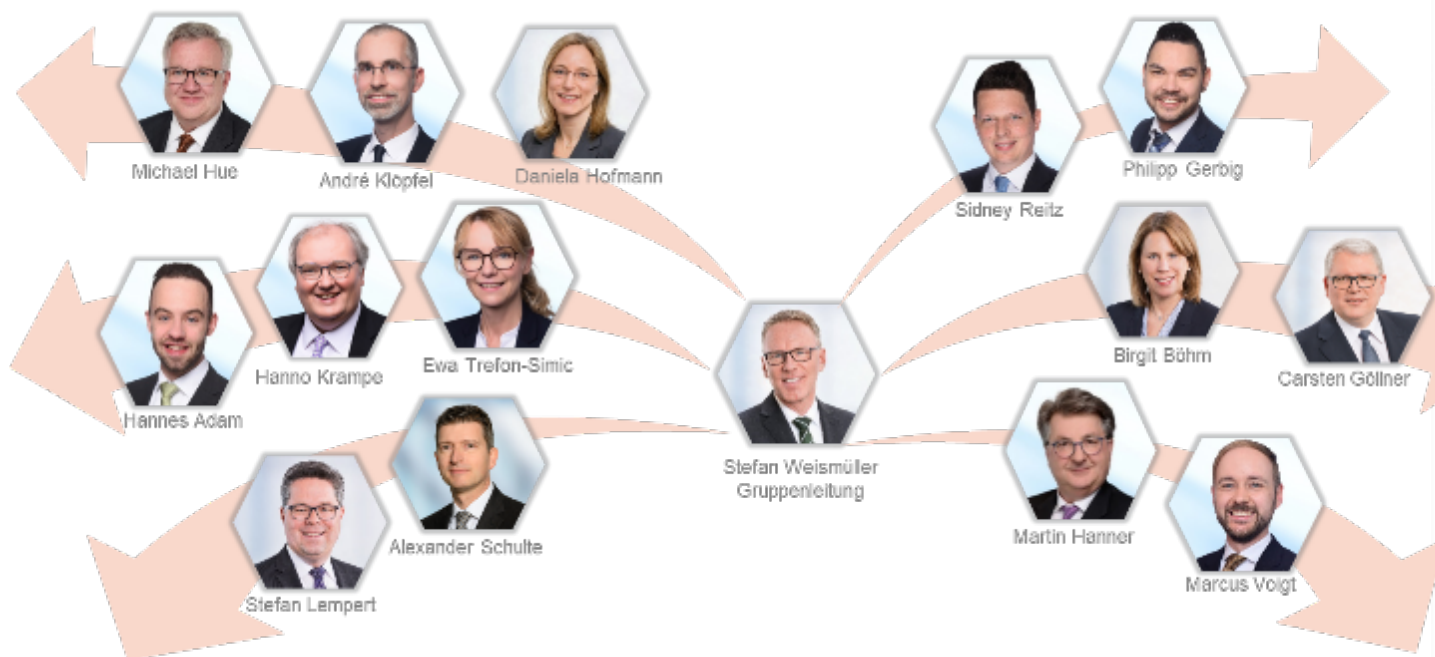 Michael Hue
André Klöpfel
Daniela Hofmann
Sidney Reitz
Philipp Gerbig
Hannes Adam
Hanno Krampe
Ewa Trefon-Simic
Birgit Böhm
Carsten Göllner
Stefan Weismüller
Gruppenleitung
Stefan Lempert
Alexander Schulte
Martin Hanner
Marcus Voigt